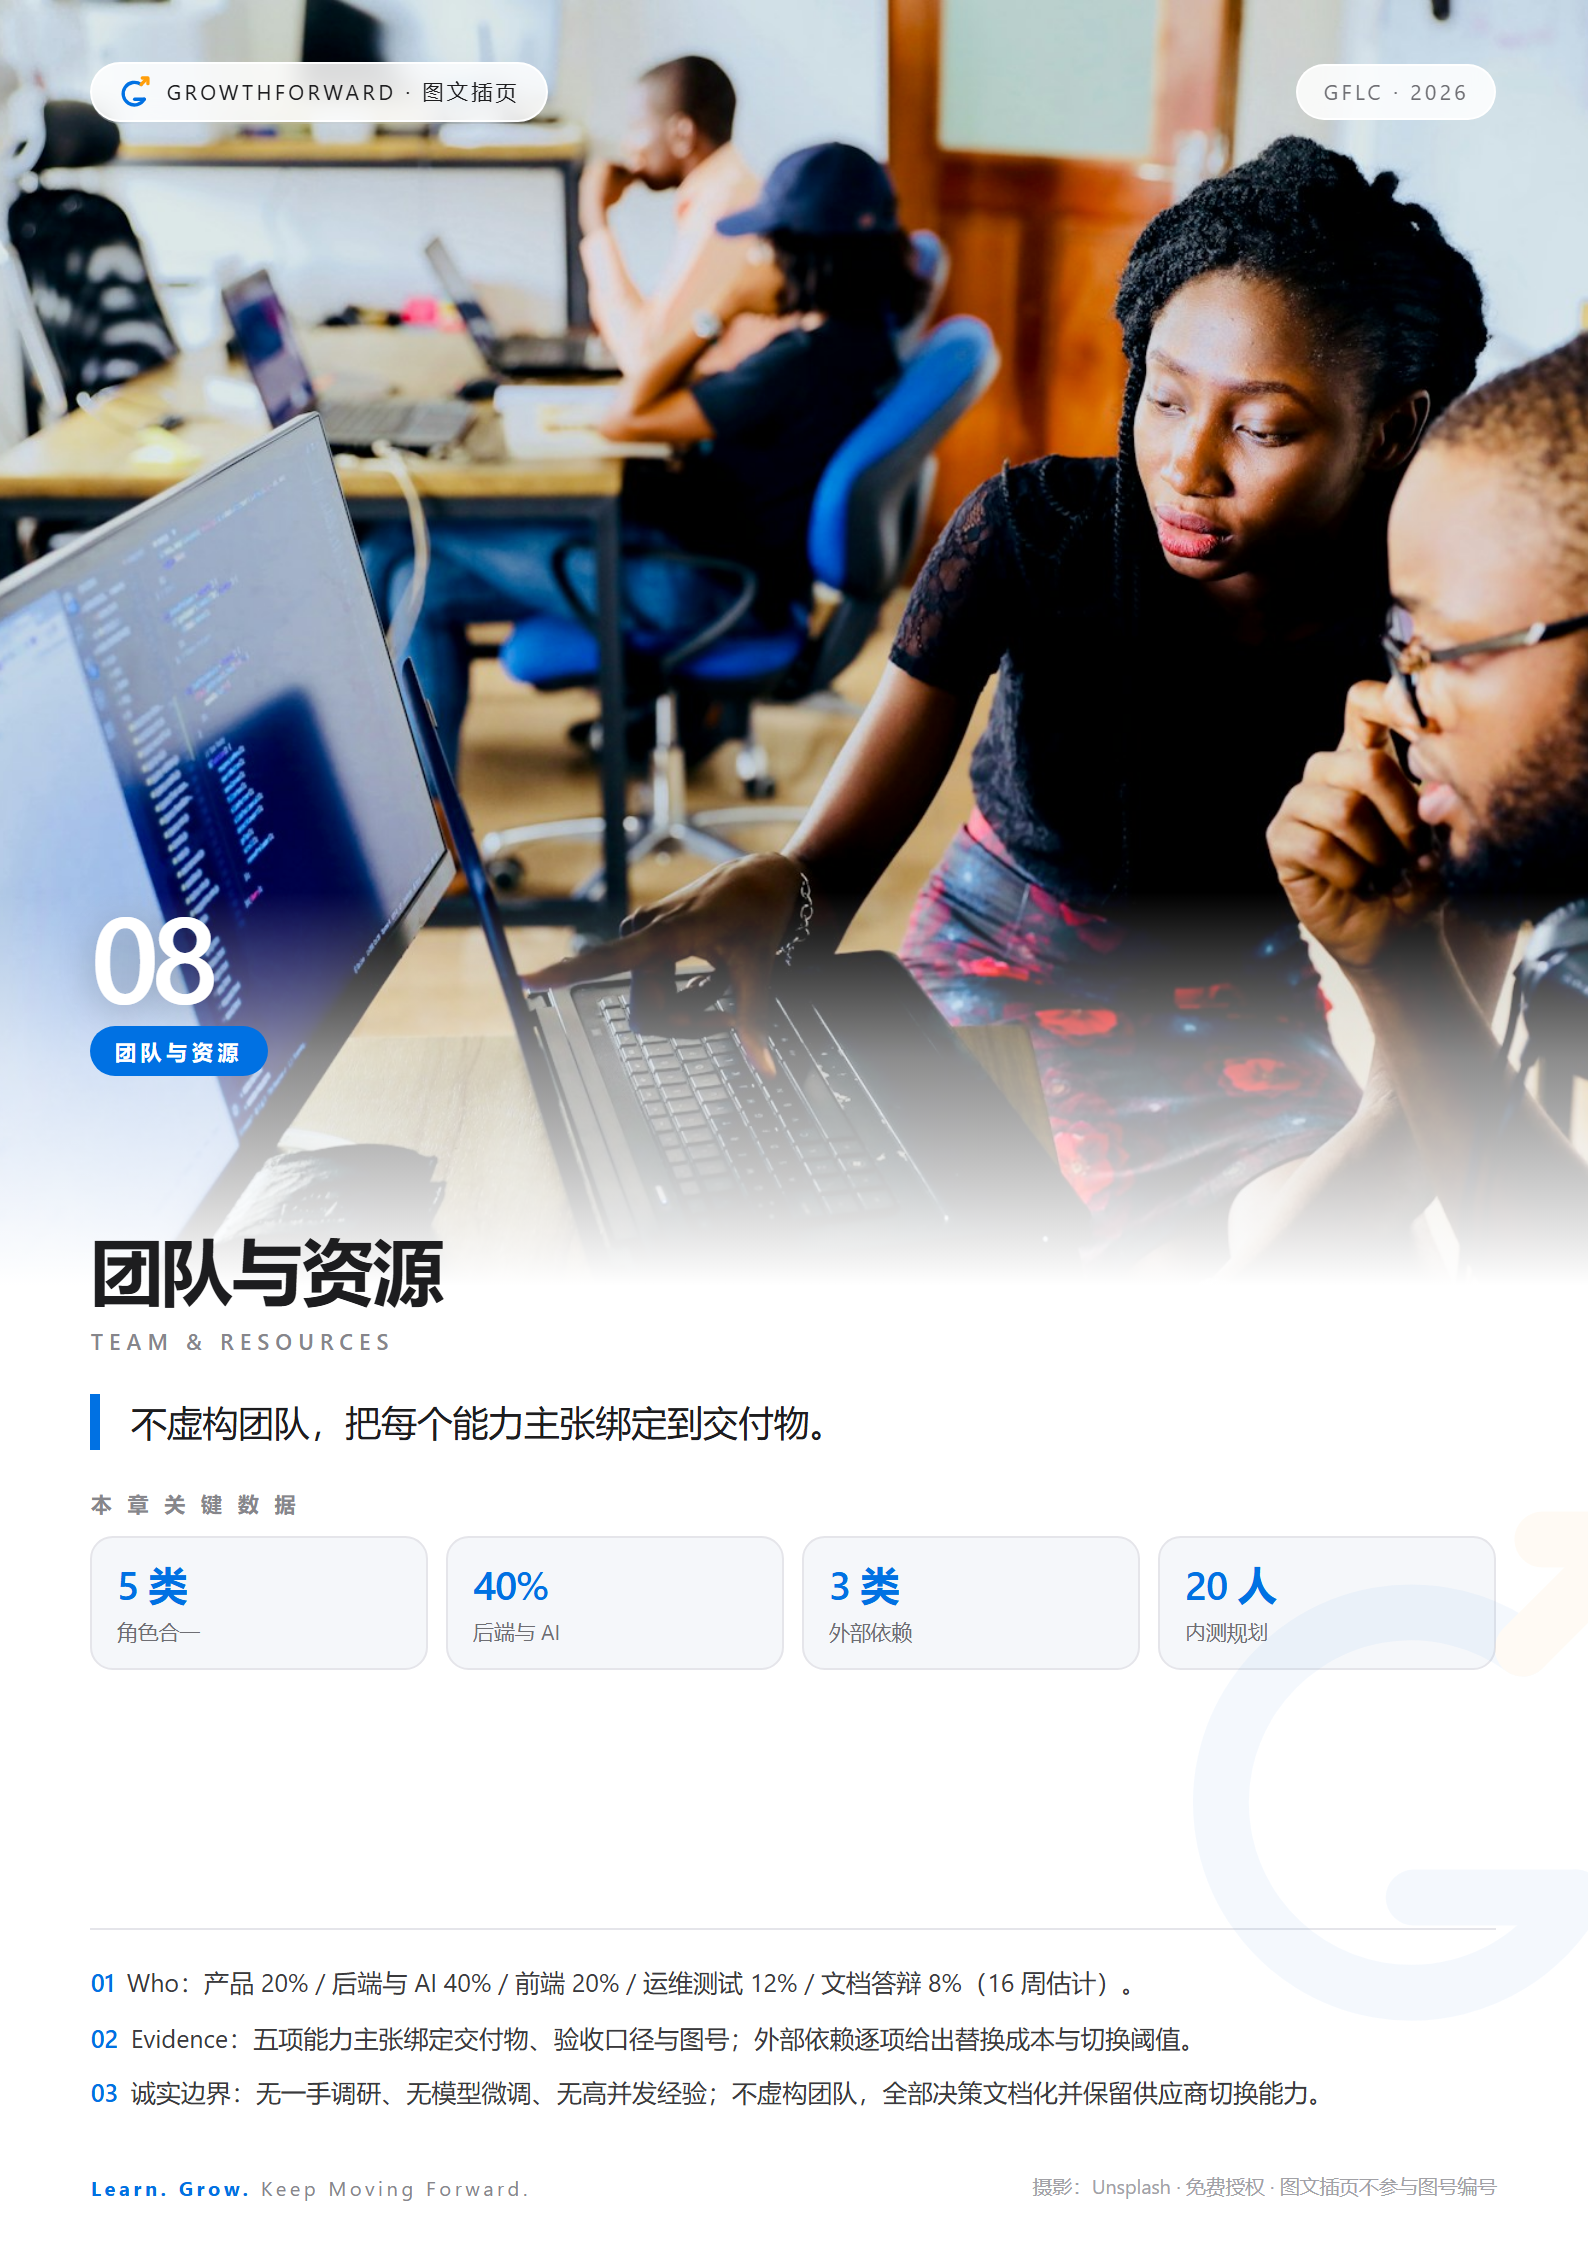 GROWTHFORWARD · 图文插页
GFLC · 2026
08
团队与资源
团队与资源
TEAM & RESOURCES
不虚构团队，把每个能力主张绑定到交付物。
本章关键数据
5 类
角色合一
40%
后端与 AI
3 类
外部依赖
20 人
内测规划
01 Who：产品 20% / 后端与 AI 40% / 前端 20% / 运维测试 12% / 文档答辩 8%（16 周估计）。
02 Evidence：五项能力主张绑定交付物、验收口径与图号；外部依赖逐项给出替换成本与切换阈值。
03 诚实边界：无一手调研、无模型微调、无高并发经验；不虚构团队，全部决策文档化并保留供应商切换能力。
Learn. Grow. Keep Moving Forward.
摄影：Unsplash · 免费授权 · 图文插页不参与图号编号